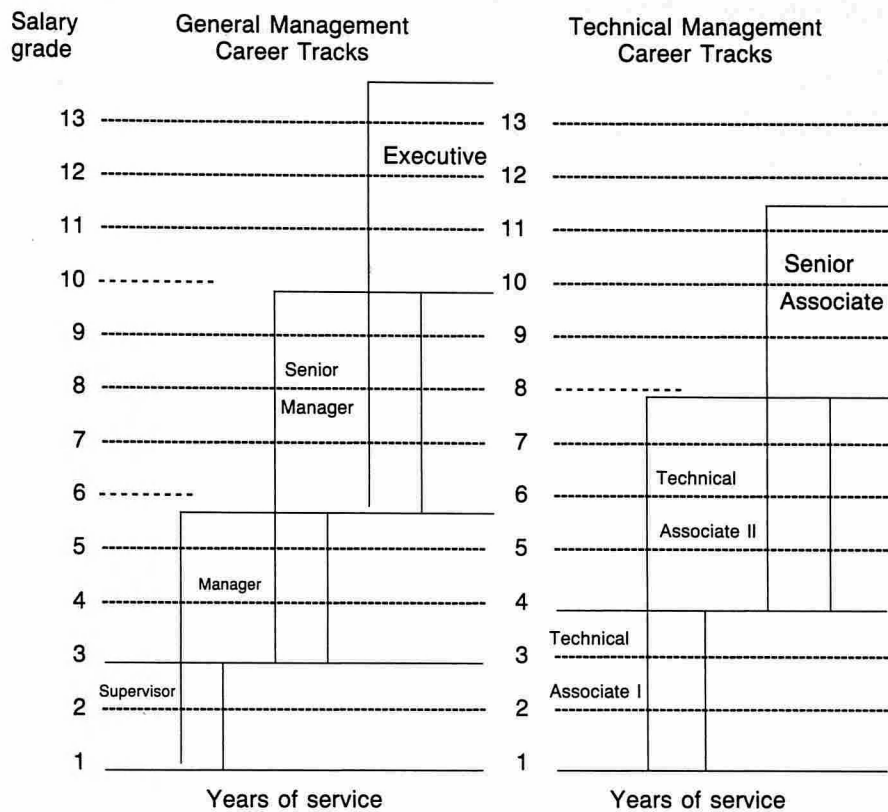 Salary
grade
General Management
Career Tracks
13
12
11
10
9
8
7
6
5
4
3
2
1
Executive
Senior
Manager
Manager
Supervisor
Years of service
Technical Management
Career Tracks
13
12
11
10
9
8
7
6
5
4
3
2
1
Senior
Associate
Technical
Associate II
Technical
Associate I
Years of service